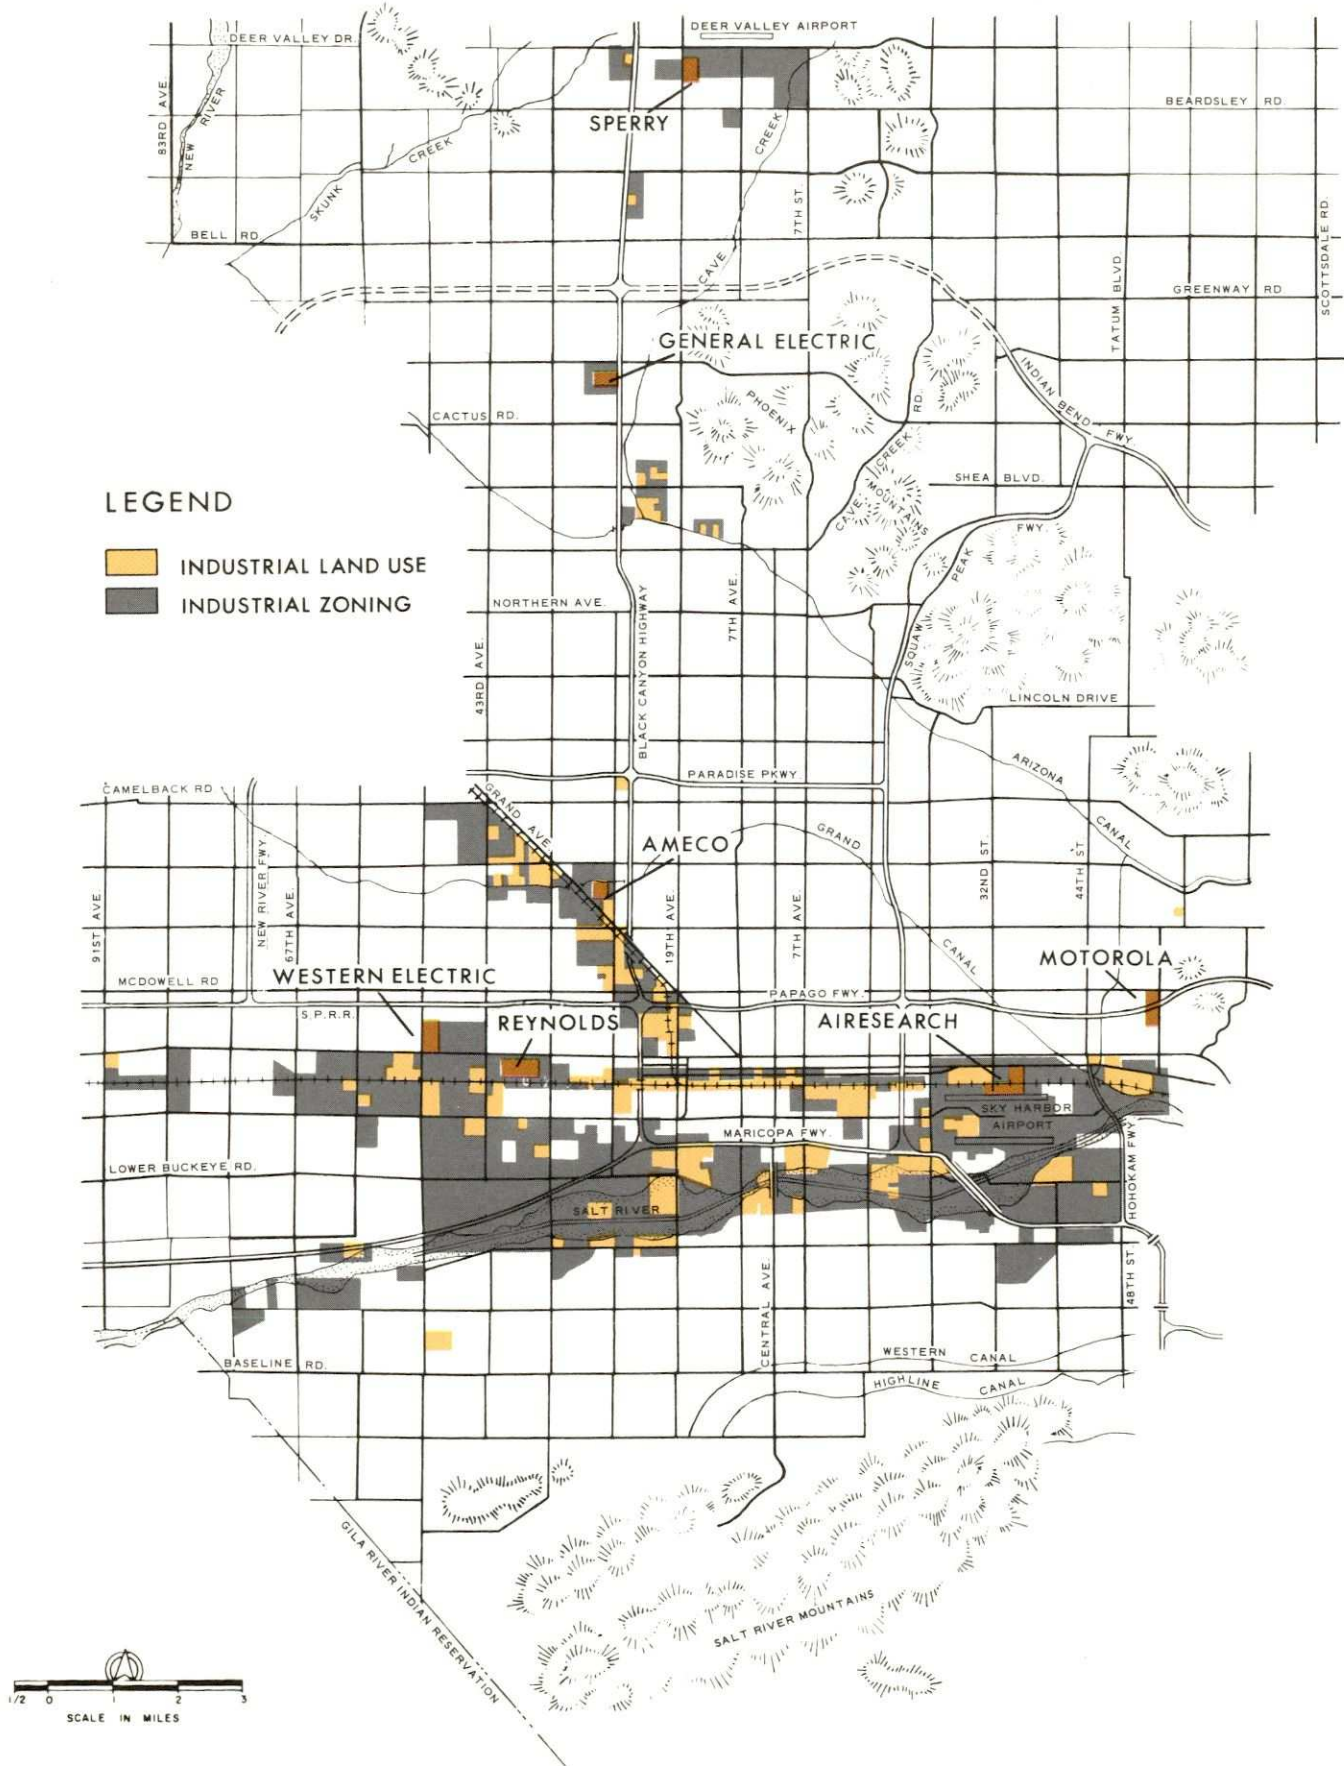 DEER VALLEY AIRPORT
DEER VALLEY DR.
83RD AVE.
NEW RIVER
SKUNK CREEK
SPERRY
CAVE CREEK
BEARDSLEY RD.
7TH ST.
BELL RD
SCOTTSDALE RD.
TATUM BLVD.
GREENWAY RD
GENERAL ELECTRIC
INDIAN BEND FWY.
CACTUS RD.
PHOENIX
MOUNTAINS
CAVE CREEK RD.
SHEA BLVD.
SQUAW PEAK FWY.
LEGEND
INDUSTRIAL LAND USE
INDUSTRIAL ZONING
NORTHERN AVE.
7TH AVE.
43RD AVE.
BLACK CANYON HIGHWAY
LINCOLN DRIVE
PARADISE PKWY.
ARIZONA CANAL
CAMELBACK RD
GRAND AVE.
AMECO
GRAND CANAL
32ND ST.
44TH ST
91ST AVE.
NEW RIVER FWY.
67TH AVE.
19TH AVE.
7TH AVE.
MOTOROLA
MCDOWELL RD
WESTERN ELECTRIC
PAPAGO FWY.
S.P.R.R.
REYNOLDS
AIRESEARCH
SKY HARBOR
AIRPORT
MARICOPA FWY.
LOWER BUCKEYE RD.
HOHOKAM FWY.
SALT RIVER
48TH ST.
CENTRAL AVE.
WESTERN CANAL
BASELINE RD.
HIGHLINE CANAL
GILA RIVER INDIAN RESERVATION
SALT RIVER MOUNTAINS
1/2 0 1 2 3
SCALE IN MILES